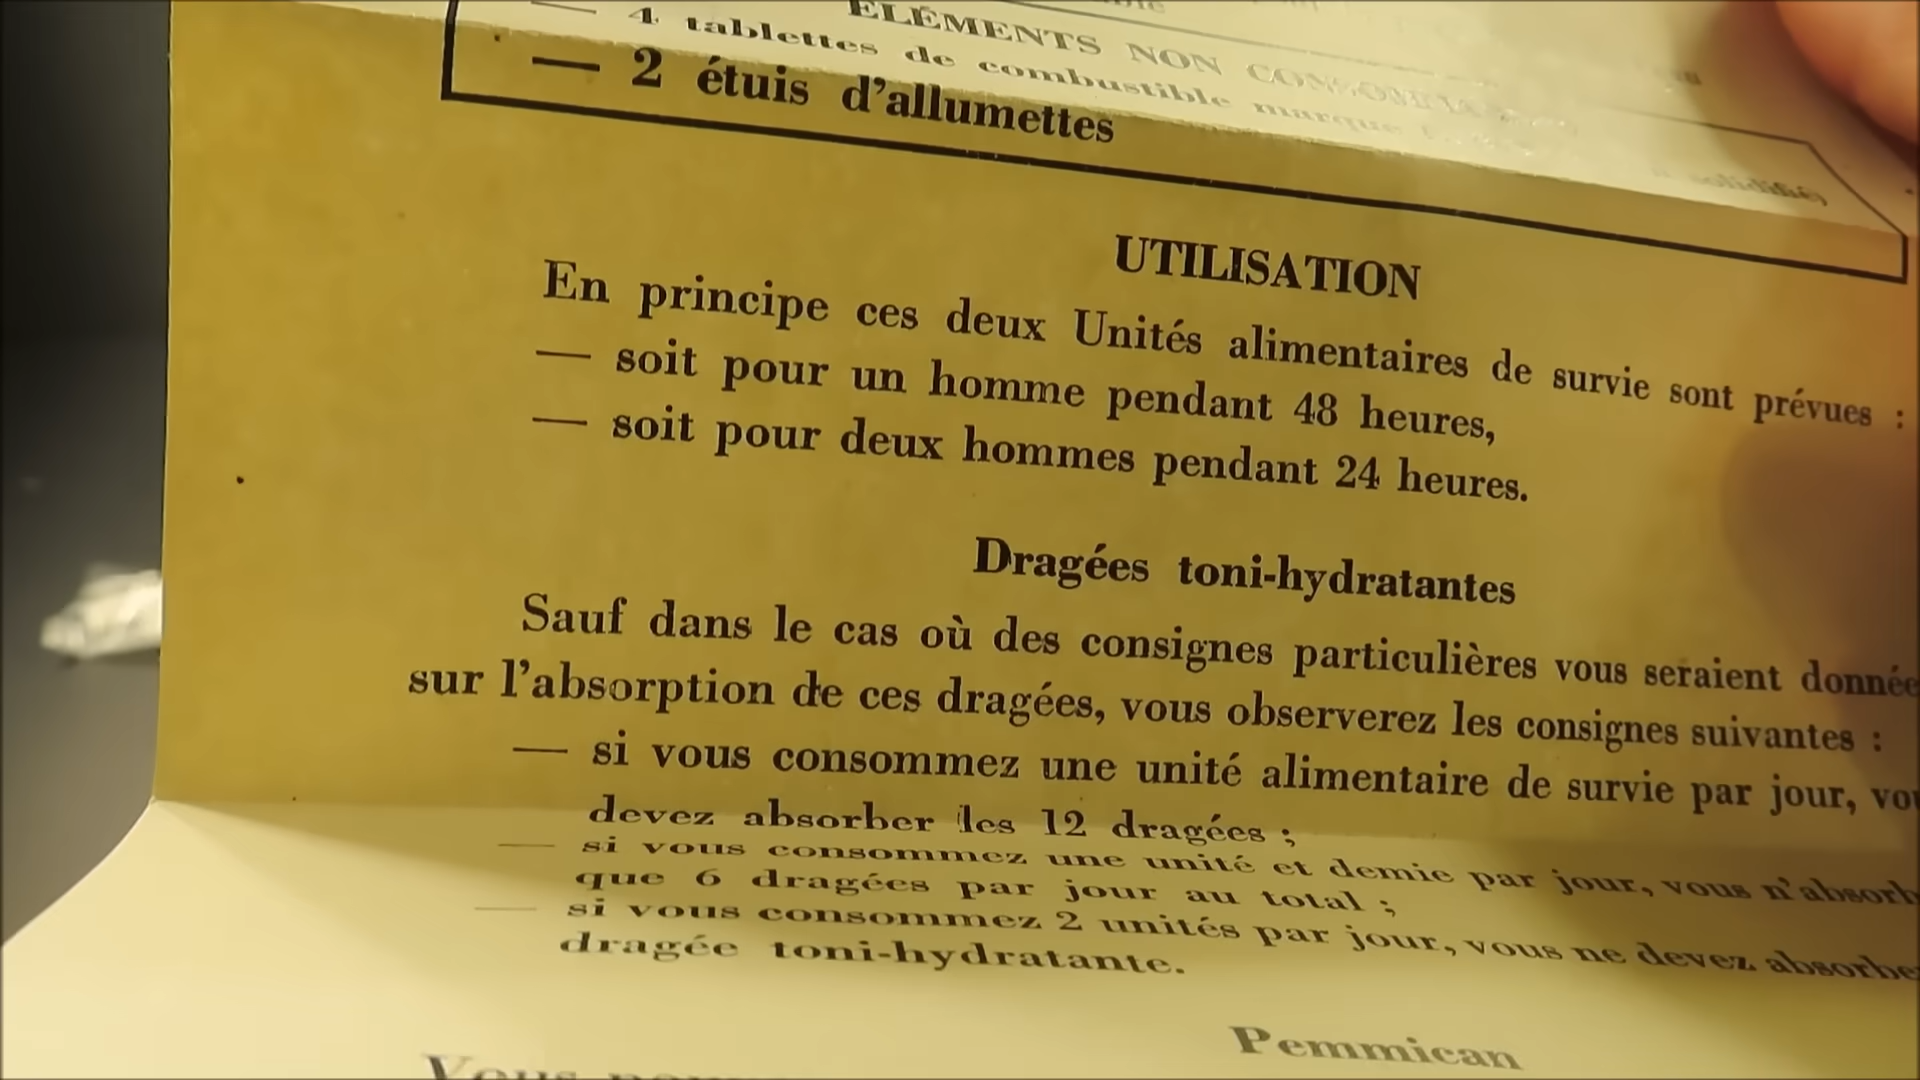 ÉLÉMENTS NON
— 4 tablettes de combustible marque
solidifié)
— 2 étuis d'allumettes
UTILISATION
En principe ces deux Unités alimentaires de survie sont prévues :
— soit pour un homme pendant 48 heures,
— soit pour deux hommes pendant 24 heures.
Dragées toni-hydratantes
Sauf dans le cas où des consignes particulières vous seraient donnée
sur l'absorption de ces dragées, vous observerez les consignes suivantes :
— si vous consommez une unité alimentaire de survie par jour, vou
devez absorber les 12 dragées ;
— si vous consommez une unité et demie par jour, vous n'absorb
que 6 dragées par jour au total ;
— si vous consommez 2 unités par jour, vous ne devez absorbe
dragée toni-hydratante.
Pemmican
Vous